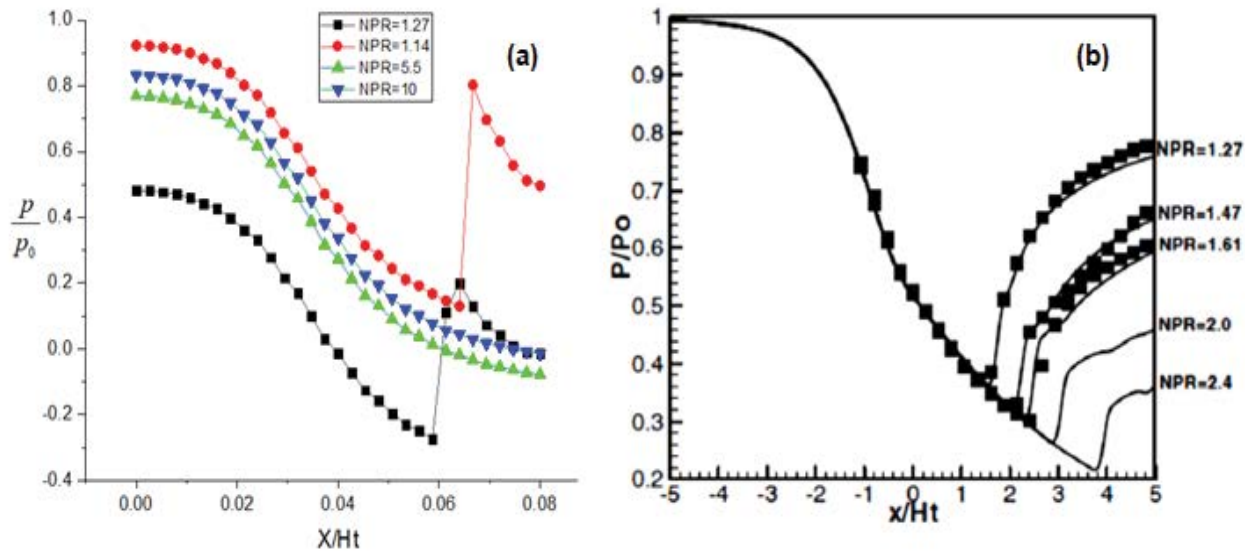 (a)
NPR=1.27
NPR=1.14
NPR=5.5
NPR=10
1.0
0.8
0.6
0.4
0.2
0.0
-0.2
-0.4
p
p₀
0.00
0.02
0.04
0.06
0.08
X/Ht
(b)
1
0.9
0.8
0.7
0.6
0.5
0.4
0.3
0.2
P/Po
NPR=1.27
NPR=1.47
NPR=1.61
NPR=2.0
NPR=2.4
-5 -4 -3 -2 -1 0 1 2 3 4 5
x/Ht